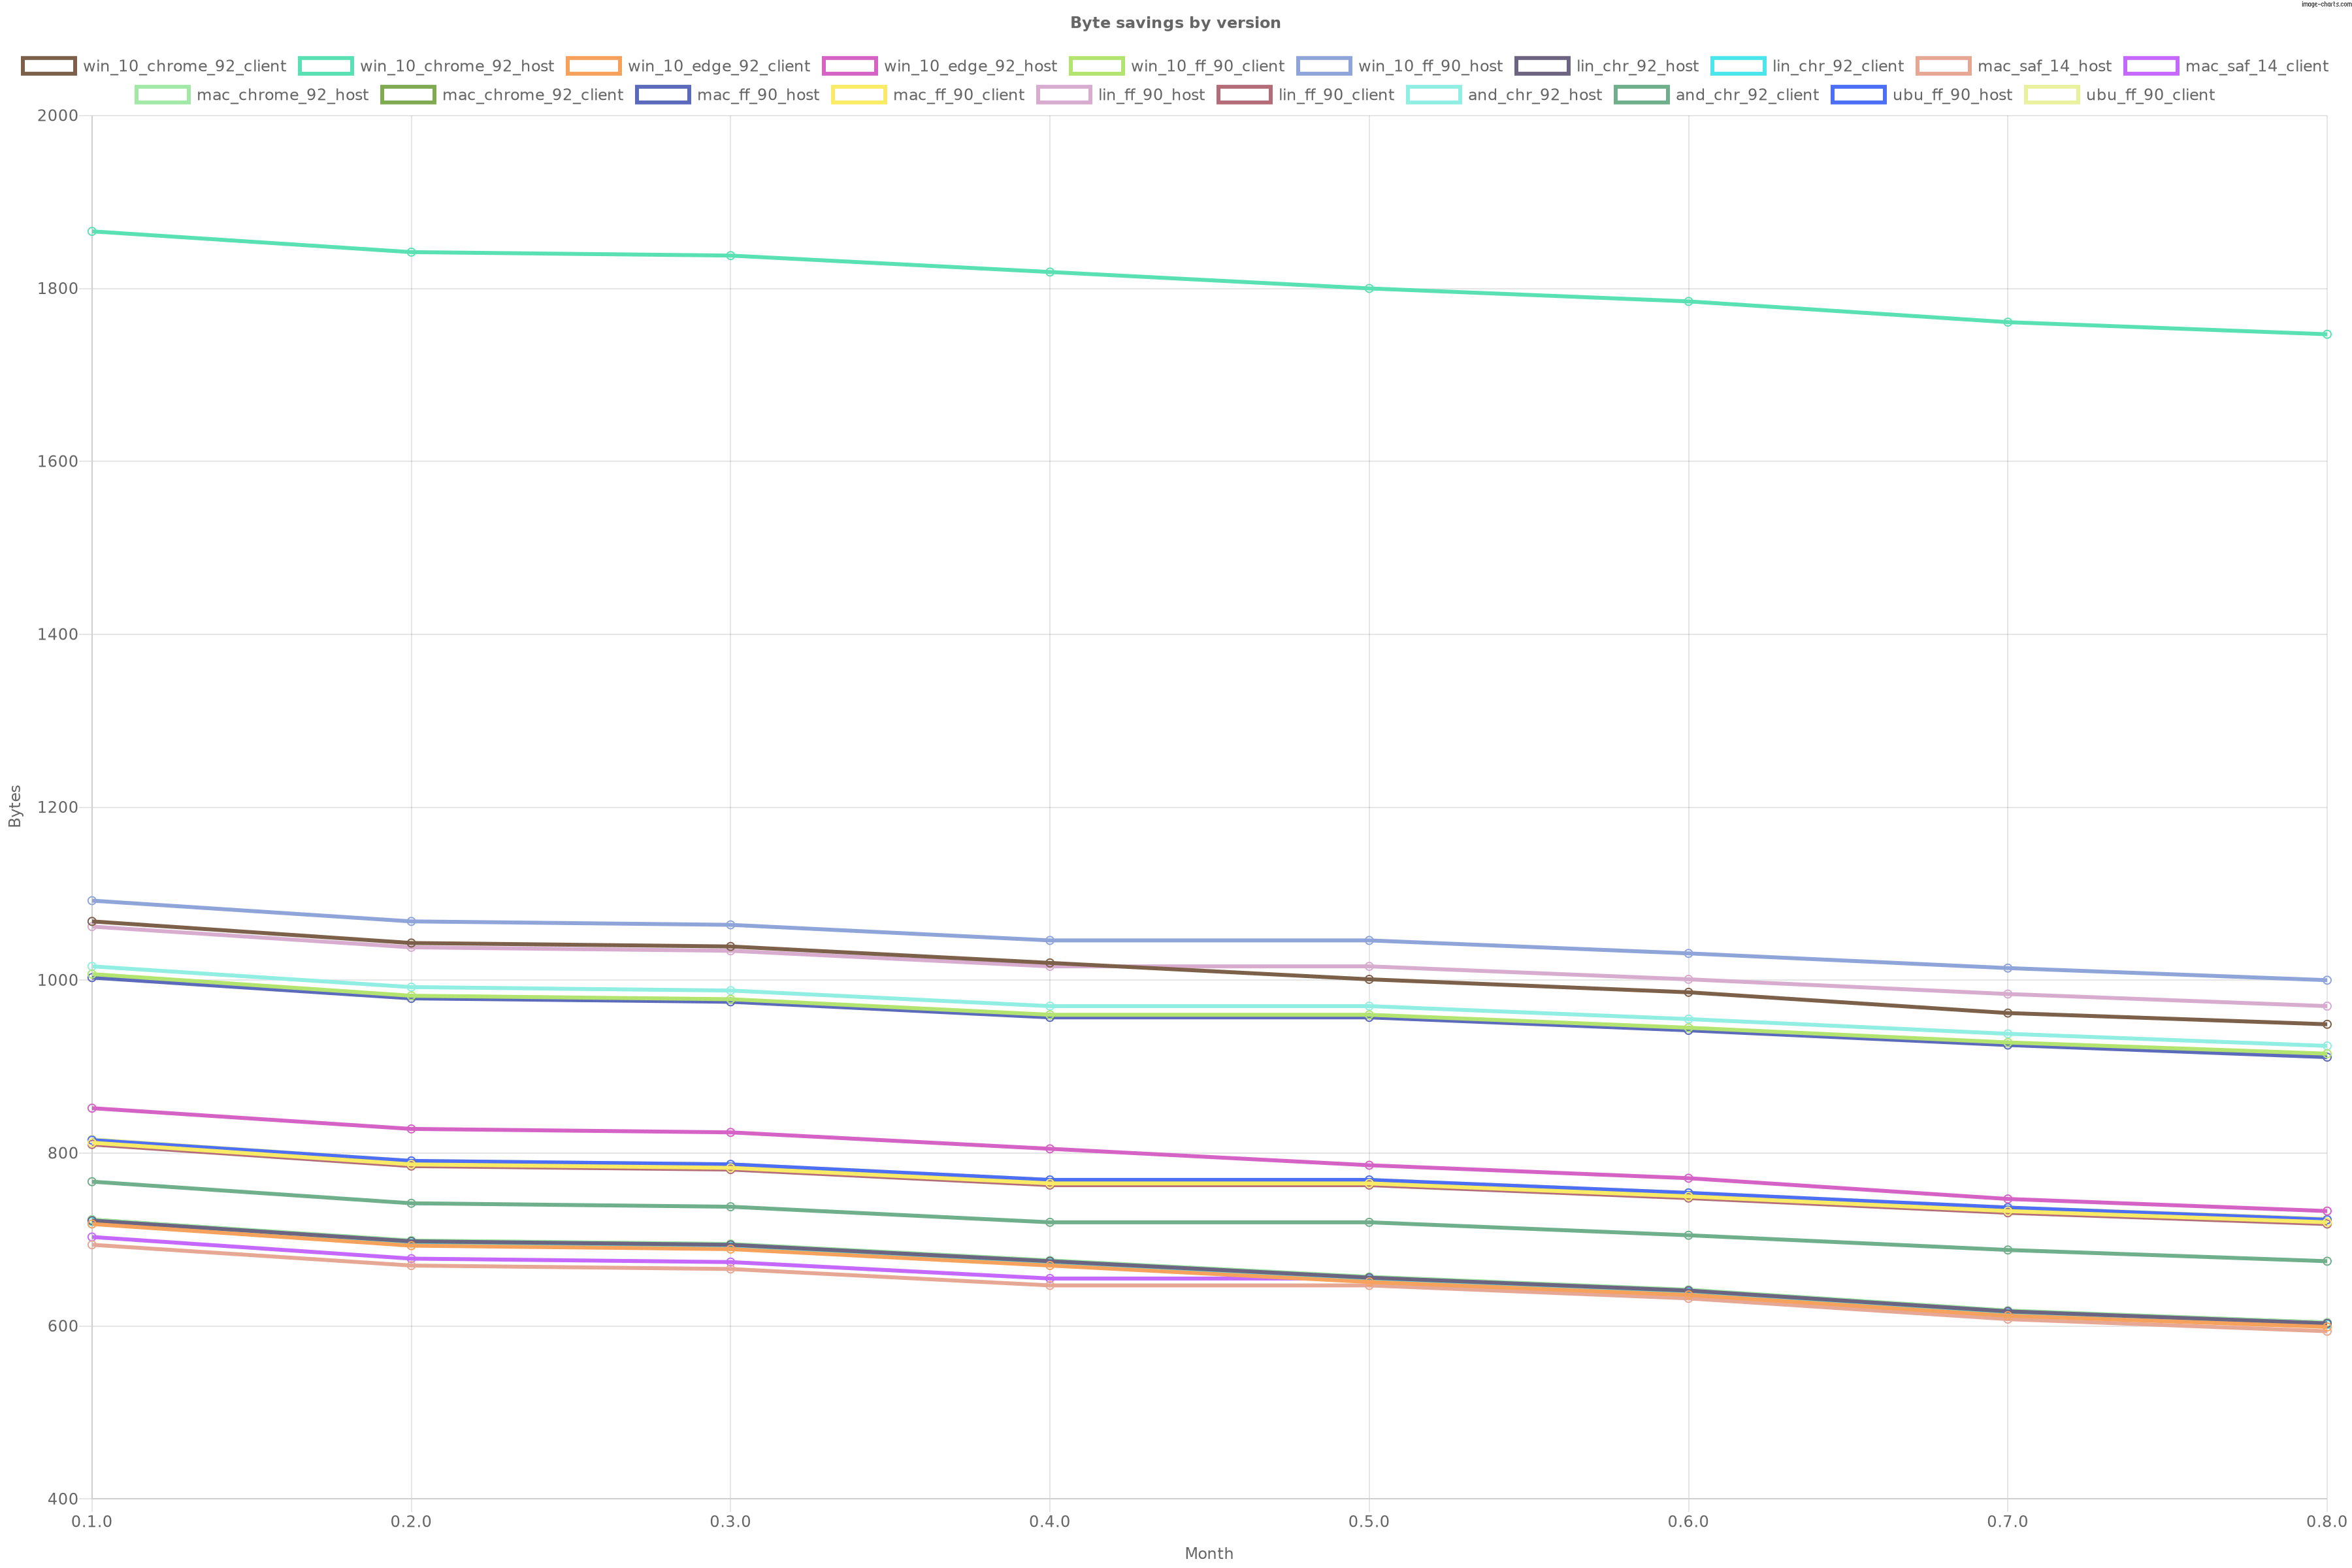 image-charts.com
Byte savings by version
win_10_chrome_92_client win_10_chrome_92_host win_10_edge_92_client win_10_edge_92_host win_10_ff_90_client win_10_ff_90_host lin_chr_92_host lin_chr_92_client mac_saf_14_host mac_saf_14_client
mac_chrome_92_host mac_chrome_92_client mac_ff_90_host mac_ff_90_client lin_ff_90_host lin_ff_90_client and_chr_92_host and_chr_92_client ubu_ff_90_host ubu_ff_90_client
2000
1800
1600
1400
1200
1000
800
600
400
Bytes
0.1.0 0.2.0 0.3.0 0.4.0 0.5.0 0.6.0 0.7.0 0.8.0
Month